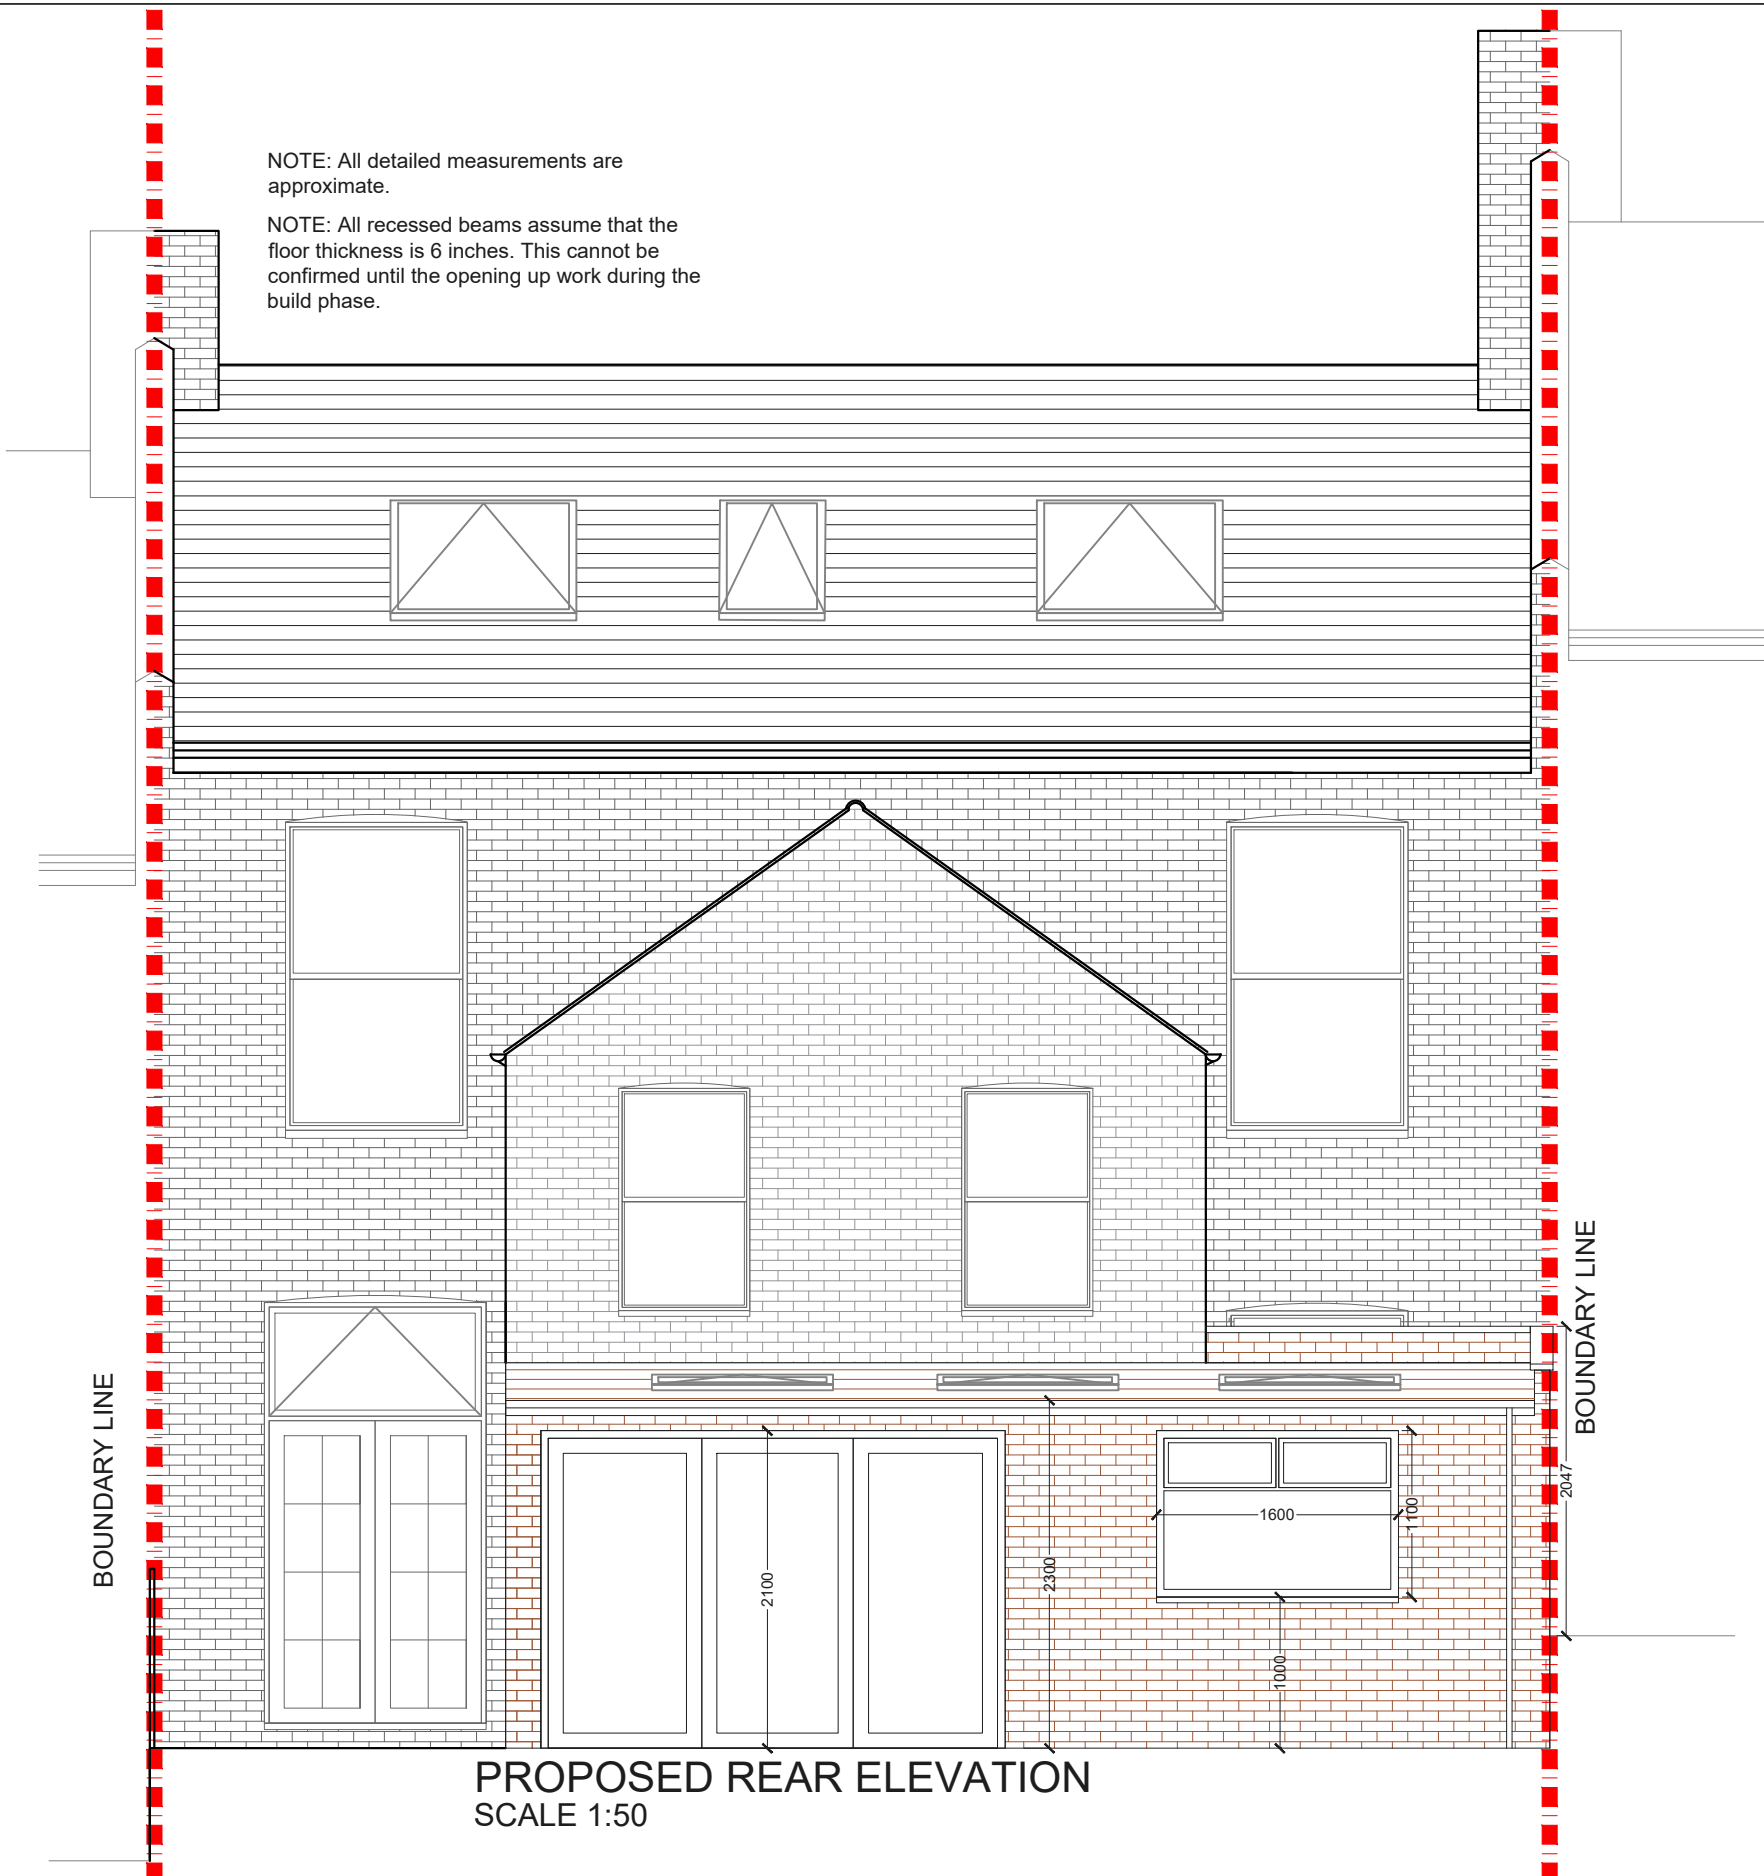 NOTE: All detailed measurements are
approximate.
NOTE: All recessed beams assume that the
floor thickness is 6 inches. This cannot be
confirmed until the opening up work during the
build phase.
BOUNDARY LINE
BOUNDARY LINE
2047
1600
1100
2100
2300
1000
PROPOSED REAR ELEVATION
SCALE 1:50